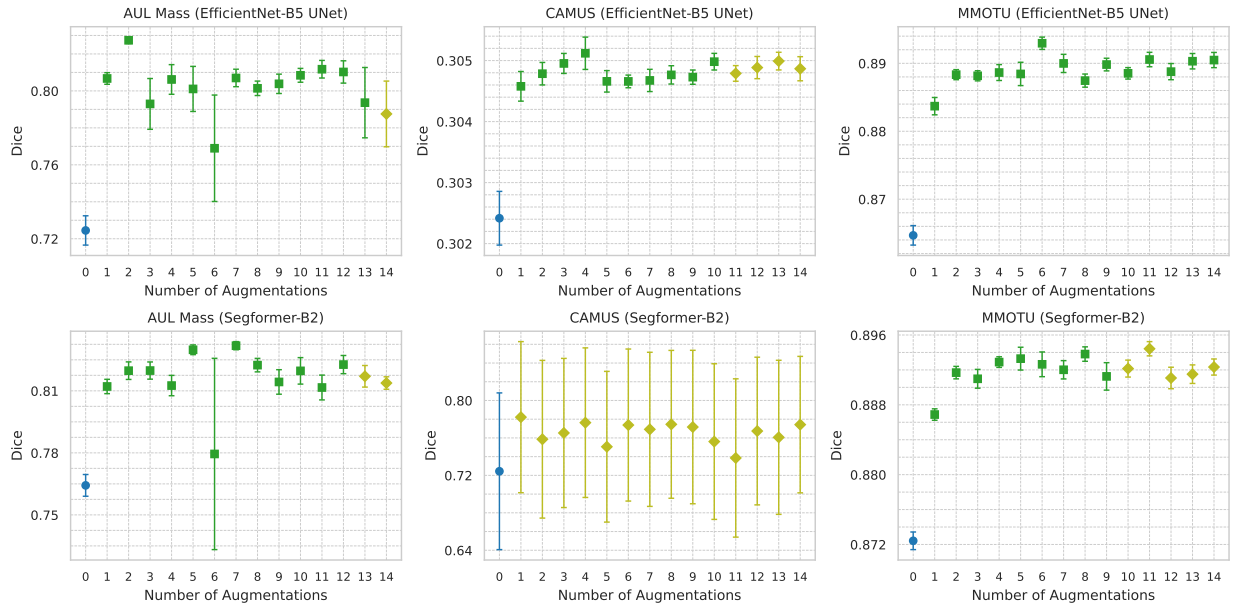 AUL Mass (EfficientNet-B5 UNet)
Dice
0.80
0.76
0.72
0 1 2 3 4 5 6 7 8 9 10 11 12 13 14
Number of Augmentations
CAMUS (EfficientNet-B5 UNet)
Dice
0.305
0.304
0.303
0.302
0 1 2 3 4 5 6 7 8 9 10 11 12 13 14
Number of Augmentations
MMOTU (EfficientNet-B5 UNet)
Dice
0.89
0.88
0.87
0 1 2 3 4 5 6 7 8 9 10 11 12 13 14
Number of Augmentations
AUL Mass (Segformer-B2)
Dice
0.81
0.78
0.75
0 1 2 3 4 5 6 7 8 9 10 11 12 13 14
Number of Augmentations
CAMUS (Segformer-B2)
Dice
0.80
0.72
0.64
0 1 2 3 4 5 6 7 8 9 10 11 12 13 14
Number of Augmentations
MMOTU (Segformer-B2)
Dice
0.896
0.888
0.880
0.872
0 1 2 3 4 5 6 7 8 9 10 11 12 13 14
Number of Augmentations